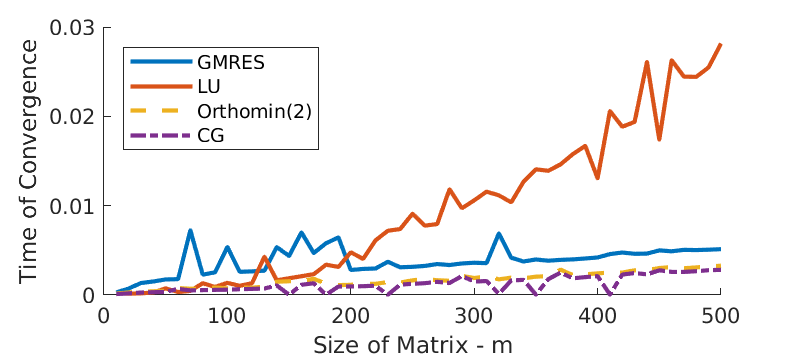 0.03
0.02
0.01
0
Time of Convergence
GMRES
LU
Orthomin(2)
CG
0 100 200 300 400 500
Size of Matrix - m